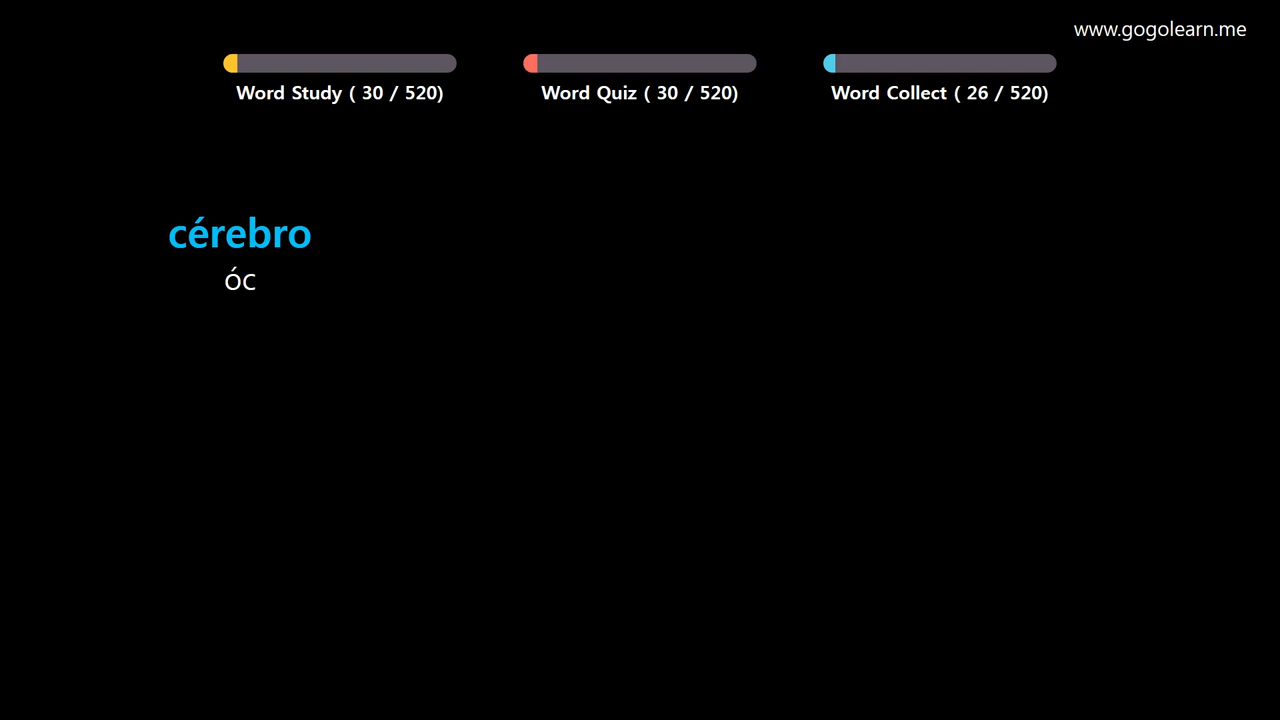 www.gogolearn.me
Word Study ( 30 / 520)
Word Quiz ( 30 / 520)
Word Collect ( 26 / 520)
cérebro
óc